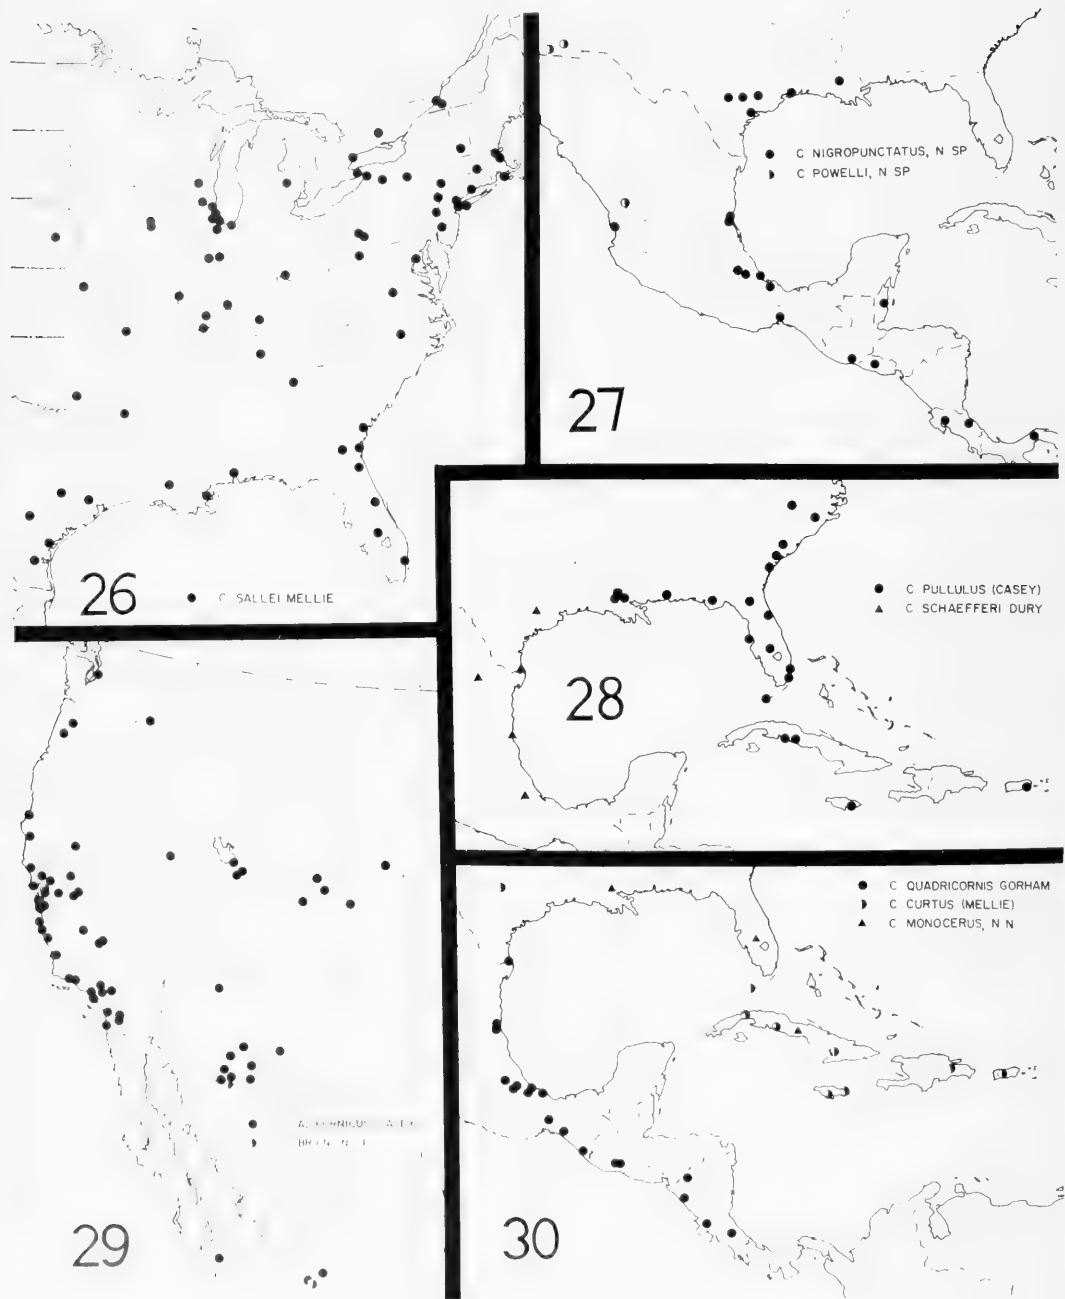 C NIGROPUNCTATUS, N SP
C POWELLI, N SP
27
26
C SALLEI MELLIE
C PULLULUS (CASEY)
C SCHAEFFERI DURY
28
C QUADRICORNIS GORHAM
C CURTUS (MELLIE)
C MONOCERUS, N N
29
30